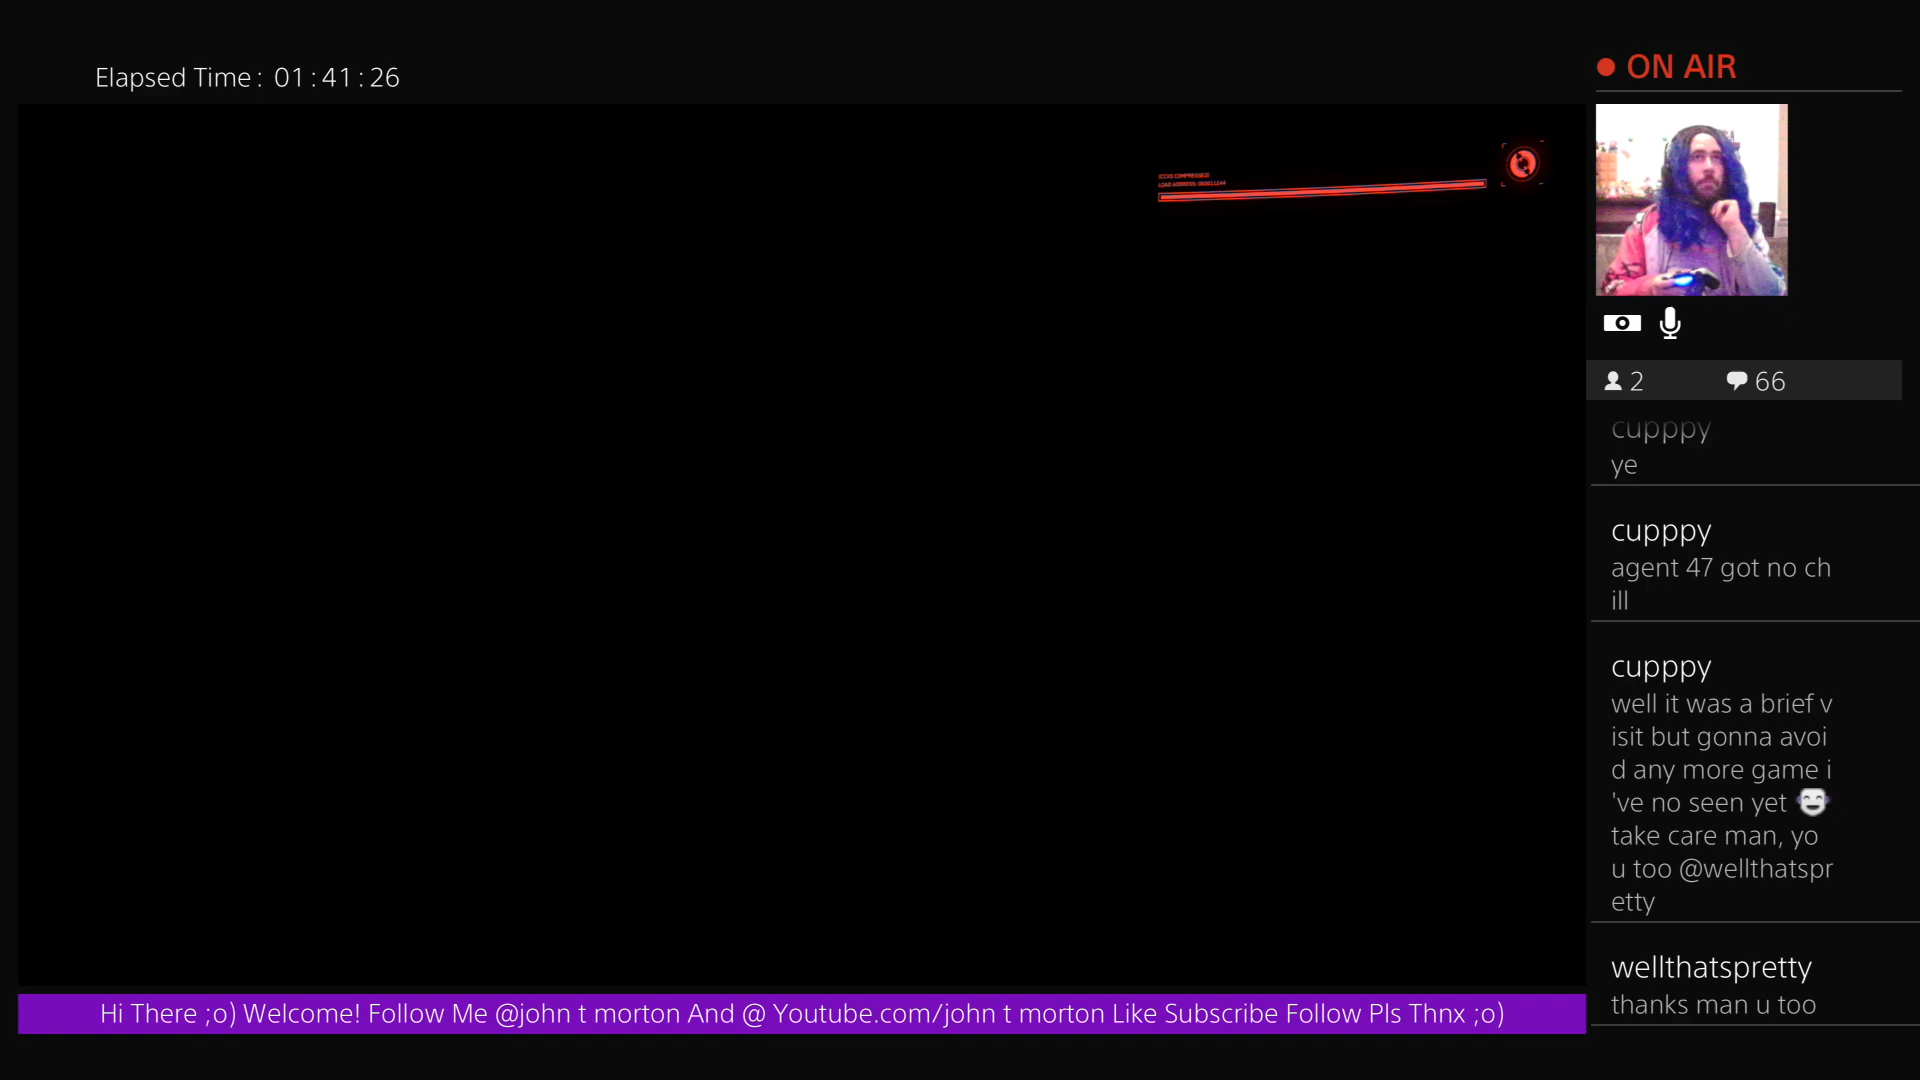 Elapsed Time: 01:41:26
ON AIR
(CCXS COMPRESSED)
2
66
cupppy
ye
cupppy
agent 47 got no ch
ill
cupppy
well it was a brief v
isit but gonna avoi
d any more game i
've no seen yet
take care man, yo
u too @wellthatspr
etty
wellthatspretty
thanks man u too
Hi There ;o) Welcome! Follow Me @john t morton And @ Youtube.com/john t morton Like Subscribe Follow Pls Thnx ;o)